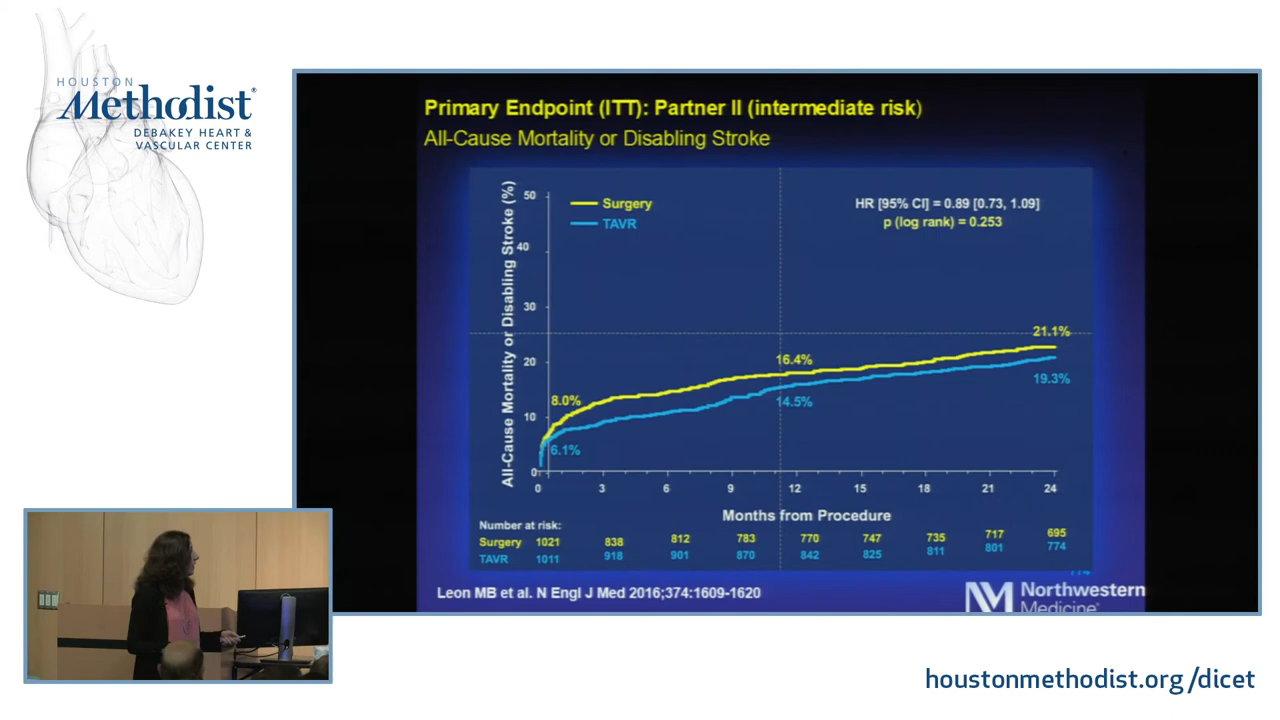 HOUSTON
Methodist®
DEBAKEY HEART &
VASCULAR CENTER
Primary Endpoint (ITT): Partner II (intermediate risk)
All-Cause Mortality or Disabling Stroke
All-Cause Mortality or Disabling Stroke (%)
50
40
30
20
10
0
Surgery
TAVR
HR [95% CI] = 0.89 [0.73, 1.09]
p (log rank) = 0.253
8.0%
6.1%
16.4%
14.5%
21.1%
19.3%
0 3 6 9 12 15 18 21 24
Months from Procedure
Number at risk:
Surgery 1021 838 812 783 770 747 735 717 695
TAVR 1011 918 901 870 842 825 811 801 774
774
Leon MB et al. N Engl J Med 2016;374:1609-1620
NM Northwestern
Medicine®
houstonmethodist.org/dicet